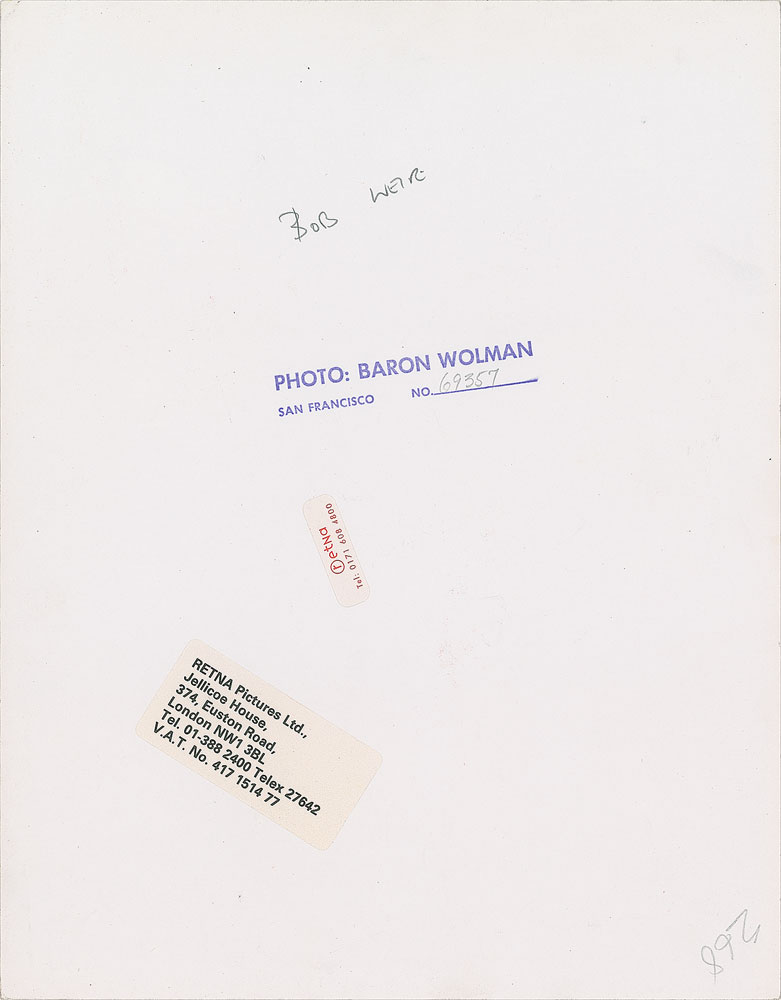 BOB WEIR
PHOTO: BARON WOLMAN
SAN FRANCISCO NO. 69357
retna
Tel: 0171 608 4800
RETNA Pictures Ltd.,
Jellicoe House,
374, Euston Road,
London NW1 3BL
Tel. 01-388 2400 Telex 27642
V.A.T. No. 417 1514 77